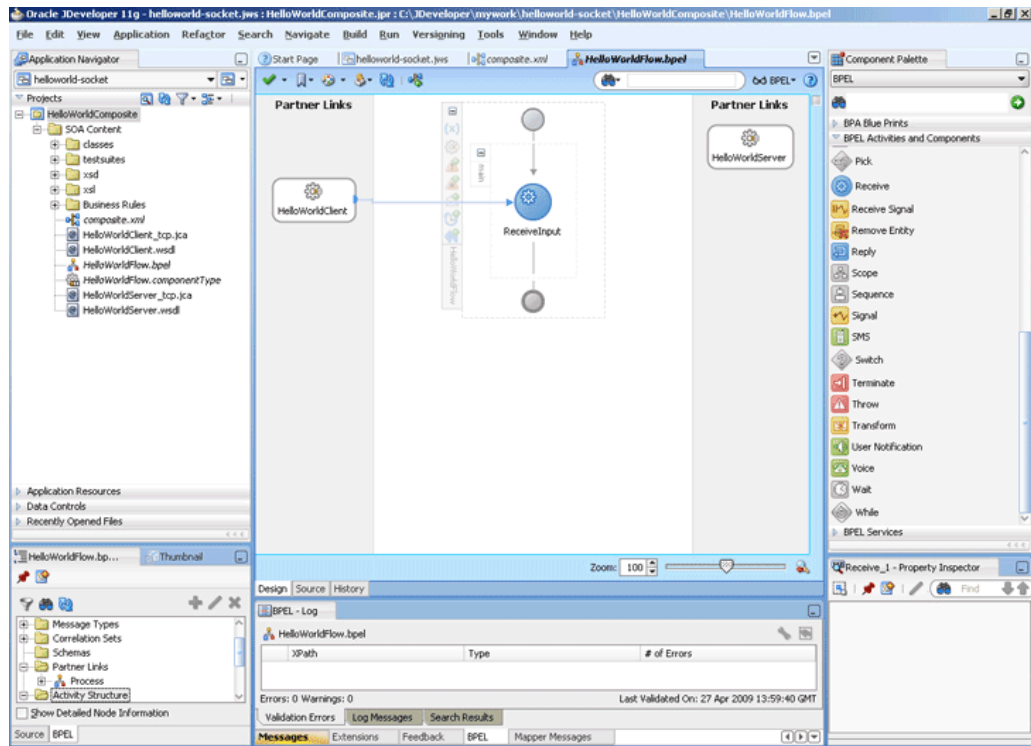 Oracle JDeveloper 11g - helloworld-socket.jws : HelloWorldComposite.jpr : C:\JDeveloper\mywork\helloworld-socket\HelloWorldComposite\HelloWorldFlow.bpel
File Edit View Application Refactor Search Navigate Build Run Versigning Tools Window Help
Application Navigator
helloworld-socket
Projects
HelloWorldComposite
SOA Content
classes
testsuites
xsd
xsl
Business Rules
composite.xml
HelloWorldClient_tcp.jca
HelloWorldClient.wsdl
HelloWorldFlow.bpel
HelloWorldFlow.componentType
HelloWorldServer_tcp.jca
HelloWorldServer.wsdl
Application Resources
Data Controls
Recently Opened Files
HelloWorldFlow.bp...
Thumbnail
Message Types
Correlation Sets
Schemas
Partner Links
Process
Activity Structure
Show Detailed Node Information
Source BPEL
Start Page
helloworld-socket.jws
composite.xml
HelloWorldFlow.bpel
BPEL
Partner Links
Partner Links
HelloWorldClient
main
ReceiveInput
HelloWorldFlow
HelloWorldServer
Zoom: 100
Design Source History
BPEL - Log
HelloWorldFlow.bpel
XPath Type # of Errors
Errors: 0 Warnings: 0
Last Validated On: 27 Apr 2009 13:59:40 GMT
Validation Errors Log Messages Search Results
Messages Extensions Feedback BPEL Mapper Messages
Component Palette
BPEL
BPA Blue Prints
BPEL Activities and Components
Pick
Receive
Receive Signal
Remove Entity
Reply
Scope
Sequence
Signal
SMS
Switch
Terminate
Throw
Transform
User Notification
Voice
Wait
While
BPEL Services
Receive_1 - Property Inspector
Find